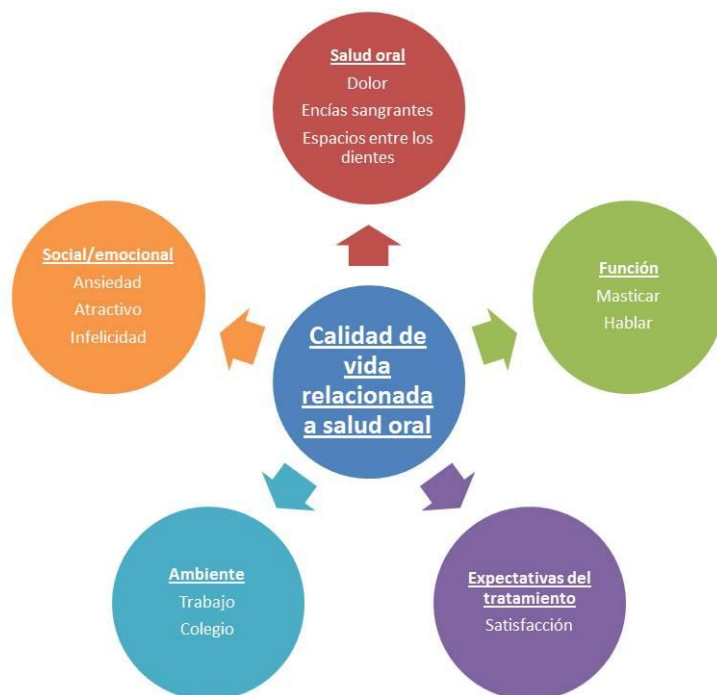 Salud oral
Dolor
Encías sangrantes
Espacios entre los
dientes
Social/emocional
Ansiedad
Atractivo
Infelicidad
Función
Masticar
Hablar
Calidad de
vida
relacionada
a salud oral
Ambiente
Trabajo
Colegio
Expectativas del
tratamiento
Satisfacción